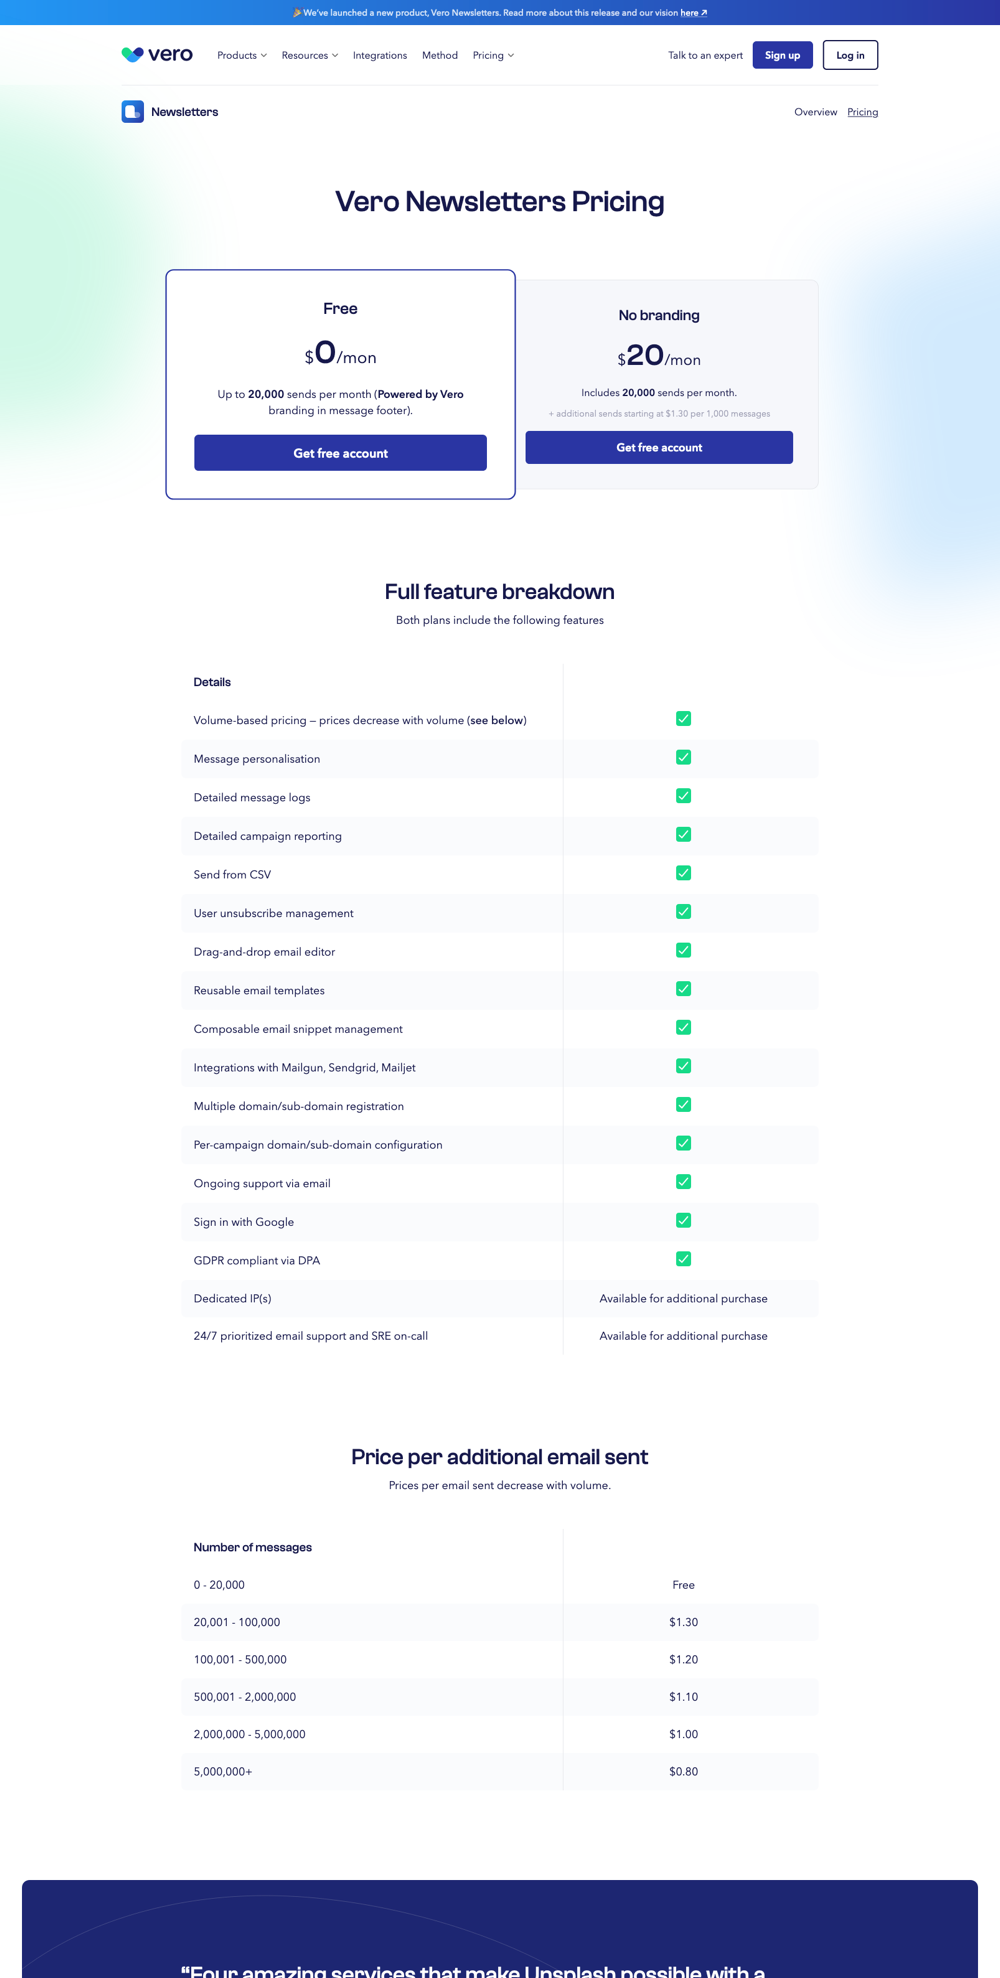 🎉 We've launched a new product, Vero Newsletters. Read more about this release and our vision here ↗
vero
Products Resources Integrations Method Pricing
Talk to an expert Sign up Log in
Newsletters
Overview Pricing
Vero Newsletters Pricing
Free
$0/mon
Up to 20,000 sends per month (Powered by Vero
branding in message footer).
Get free account
No branding
$20/mon
Includes 20,000 sends per month.
+ additional sends starting at $1.30 per 1,000 messages
Get free account
Full feature breakdown
Both plans include the following features
Details
Volume-based pricing – prices decrease with volume (see below)
Message personalisation
Detailed message logs
Detailed campaign reporting
Send from CSV
User unsubscribe management
Drag-and-drop email editor
Reusable email templates
Composable email snippet management
Integrations with Mailgun, Sendgrid, Mailjet
Multiple domain/sub-domain registration
Per-campaign domain/sub-domain configuration
Ongoing support via email
Sign in with Google
GDPR compliant via DPA
Dedicated IP(s) Available for additional purchase
24/7 prioritized email support and SRE on-call Available for additional purchase
Price per additional email sent
Prices per email sent decrease with volume.
Number of messages
0 - 20,000 Free
20,001 - 100,000 $1.30
100,001 - 500,000 $1.20
500,001 - 2,000,000 $1.10
2,000,000 - 5,000,000 $1.00
5,000,000+ $0.80
“Four amazing services that make Unsplash possible with a